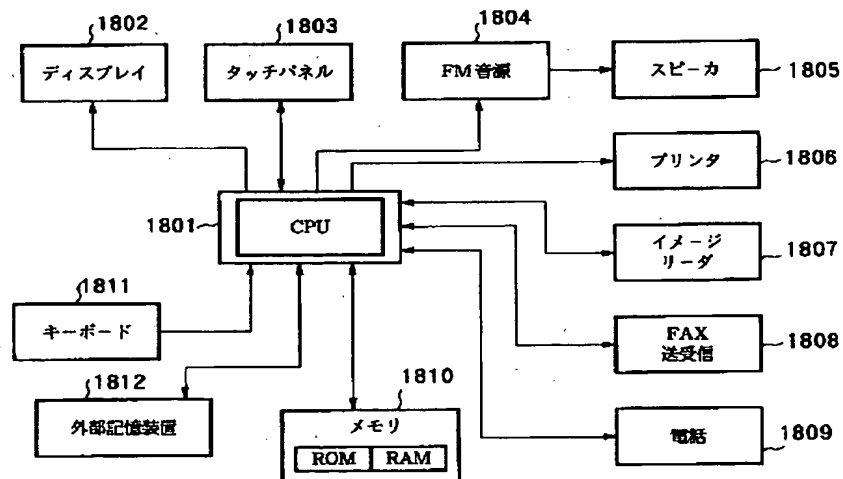 1802
1803
1804
ディスプレイ
タッチパネル
FM音源
スピーカ
1805
プリンタ
1806
1801
CPU
イメージ
リーダ
1807
1811
キーボード
FAX
送受信
1808
1812
外部記憶装置
1810
メモリ
ROM
RAM
電話
1809